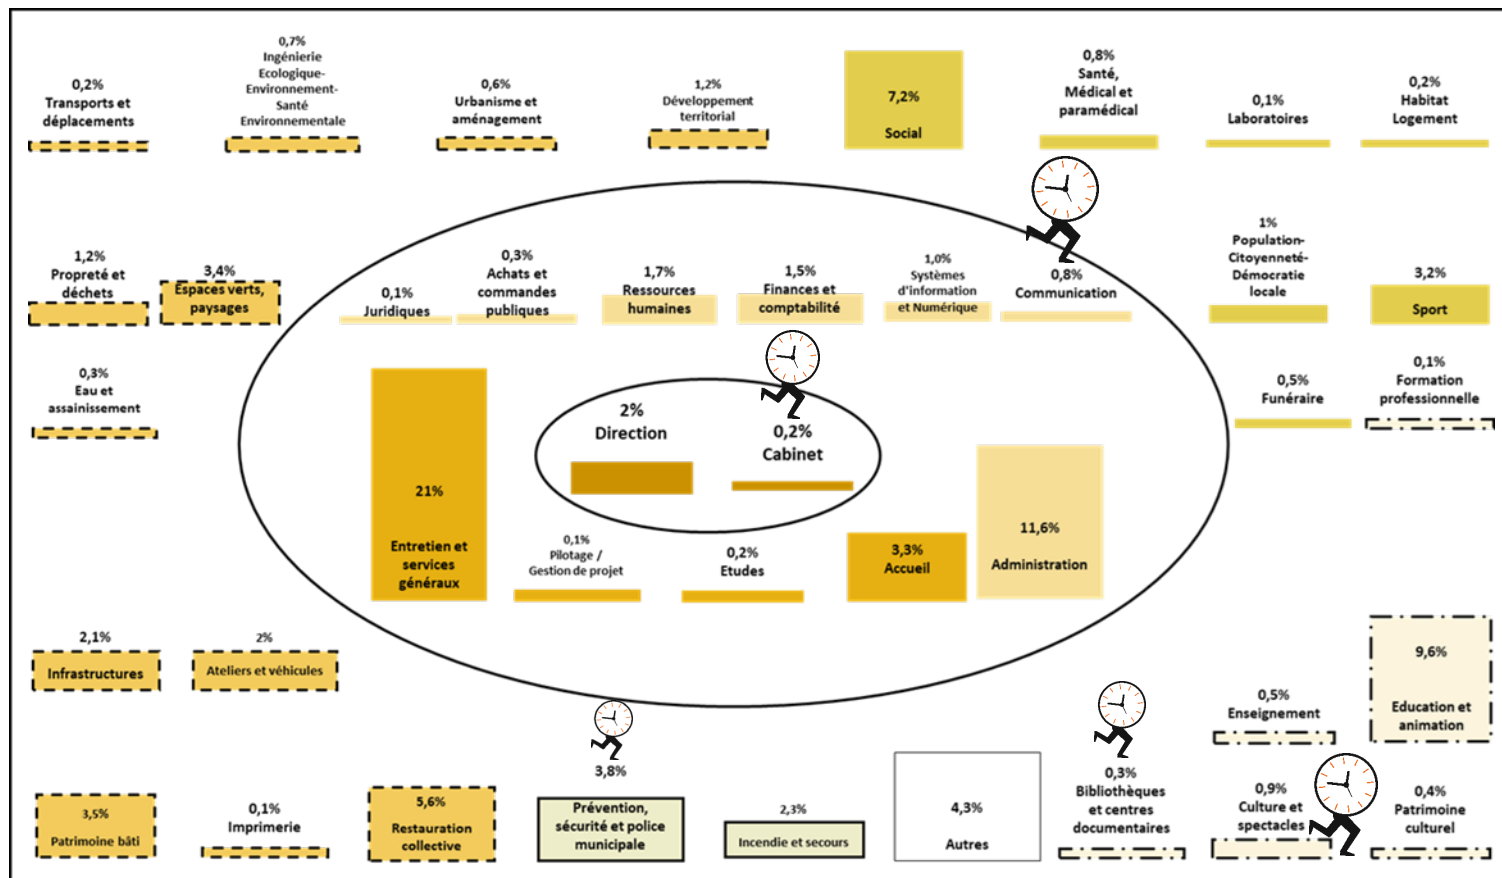 0,2%
Transports et
déplacements
0,7%
Ingénierie
Ecologique-
Environnement-
Santé
Environnementale
0,6%
Urbanisme et
aménagement
1,2%
Développement
territorial
7,2%
Social
0,8%
Santé,
Médical et
paramédical
0,1%
Laboratoires
0,2%
Habitat
Logement
1,2%
Propreté et
déchets
3,4%
Espaces verts,
paysages
0,1%
Juridiques
0,3%
Achats et
commandes
publiques
1,7%
Ressources
humaines
1,5%
Finances et
comptabilité
1,0%
Systèmes
d'information
et Numérique
0,8%
Communication
1%
Population-
Citoyenneté-
Démocratie
locale
3,2%
Sport
0,3%
Eau et
assainissement
2%
Direction
0,2%
Cabinet
0,5%
Funéraire
0,1%
Formation
professionnelle
21%
Entretien et
services
généraux
0,1%
Pilotage /
Gestion de projet
0,2%
Etudes
3,3%
Accueil
11,6%
Administration
2,1%
Infrastructures
2%
Ateliers et véhicules
0,5%
Enseignement
9,6%
Education et
animation
3,5%
Patrimoine bâti
0,1%
Imprimerie
5,6%
Restauration
collective
3,8%
Prévention,
sécurité et police
municipale
2,3%
Incendie et secours
4,3%
Autres
0,3%
Bibliothèques
et centres
documentaires
0,9%
Culture et
spectacles
0,4%
Patrimoine
culturel